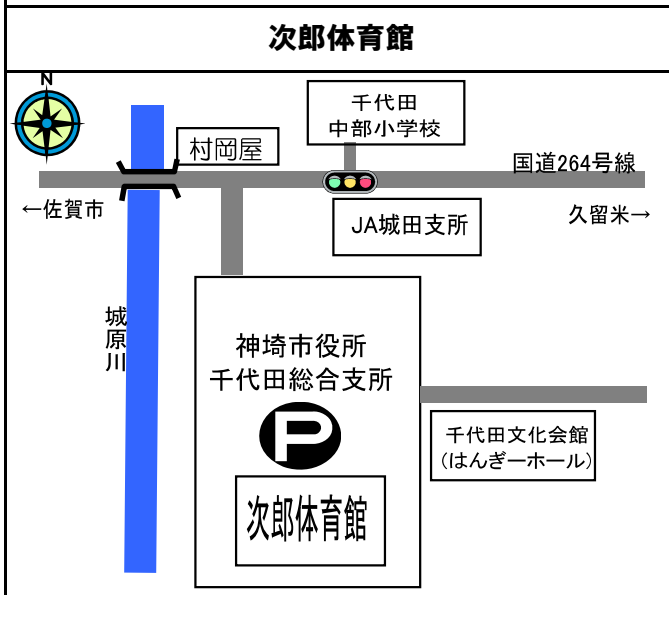 次郎体育館
N
千代田
中部小学校
村岡屋
国道264号線
←佐賀市
久留米→
JA城田支所
城原川
神埼市役所
千代田総合支所
P
千代田文化会館
(はんぎーホール)
次郎体育館